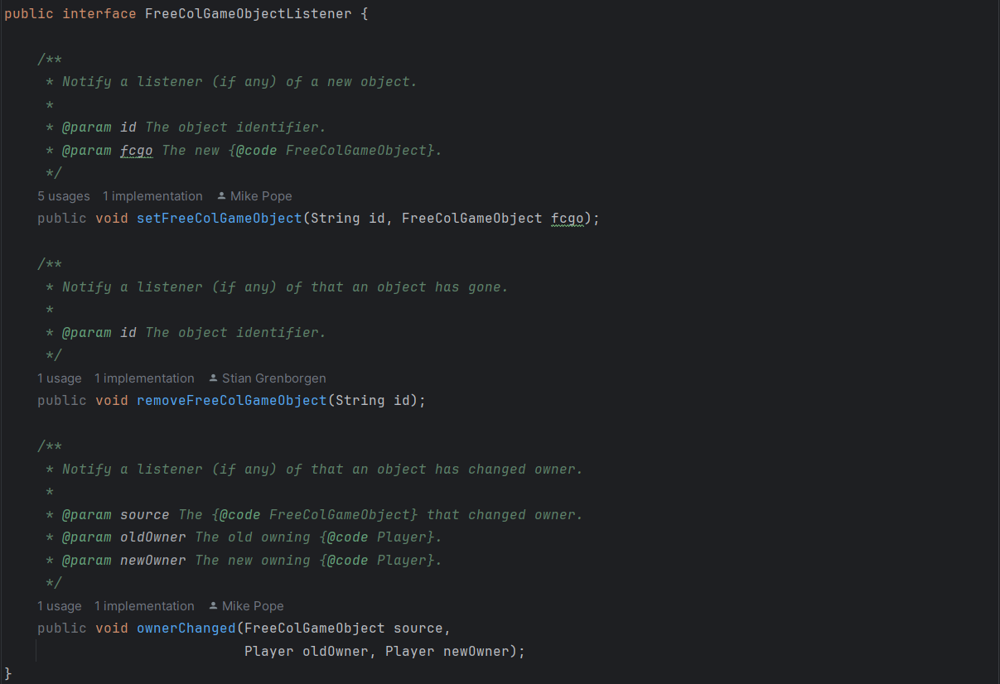 public interface FreeColGameObjectListener {
/**
* Notify a listener (if any) of a new object.
*
* @param id The object identifier.
* @param fcgo The new {@code FreeColGameObject}.
*/
5 usages 1 implementation Mike Pope
public void setFreeColGameObject(String id, FreeColGameObject fcgo);
/**
* Notify a listener (if any) of that an object has gone.
*
* @param id The object identifier.
*/
1 usage 1 implementation Stian Grenborgen
public void removeFreeColGameObject(String id);
/**
* Notify a listener (if any) of that an object has changed owner.
*
* @param source The {@code FreeColGameObject} that changed owner.
* @param oldOwner The old owning {@code Player}.
* @param newOwner The new owning {@code Player}.
*/
1 usage 1 implementation Mike Pope
public void ownerChanged(FreeColGameObject source,
Player oldOwner, Player newOwner);
}